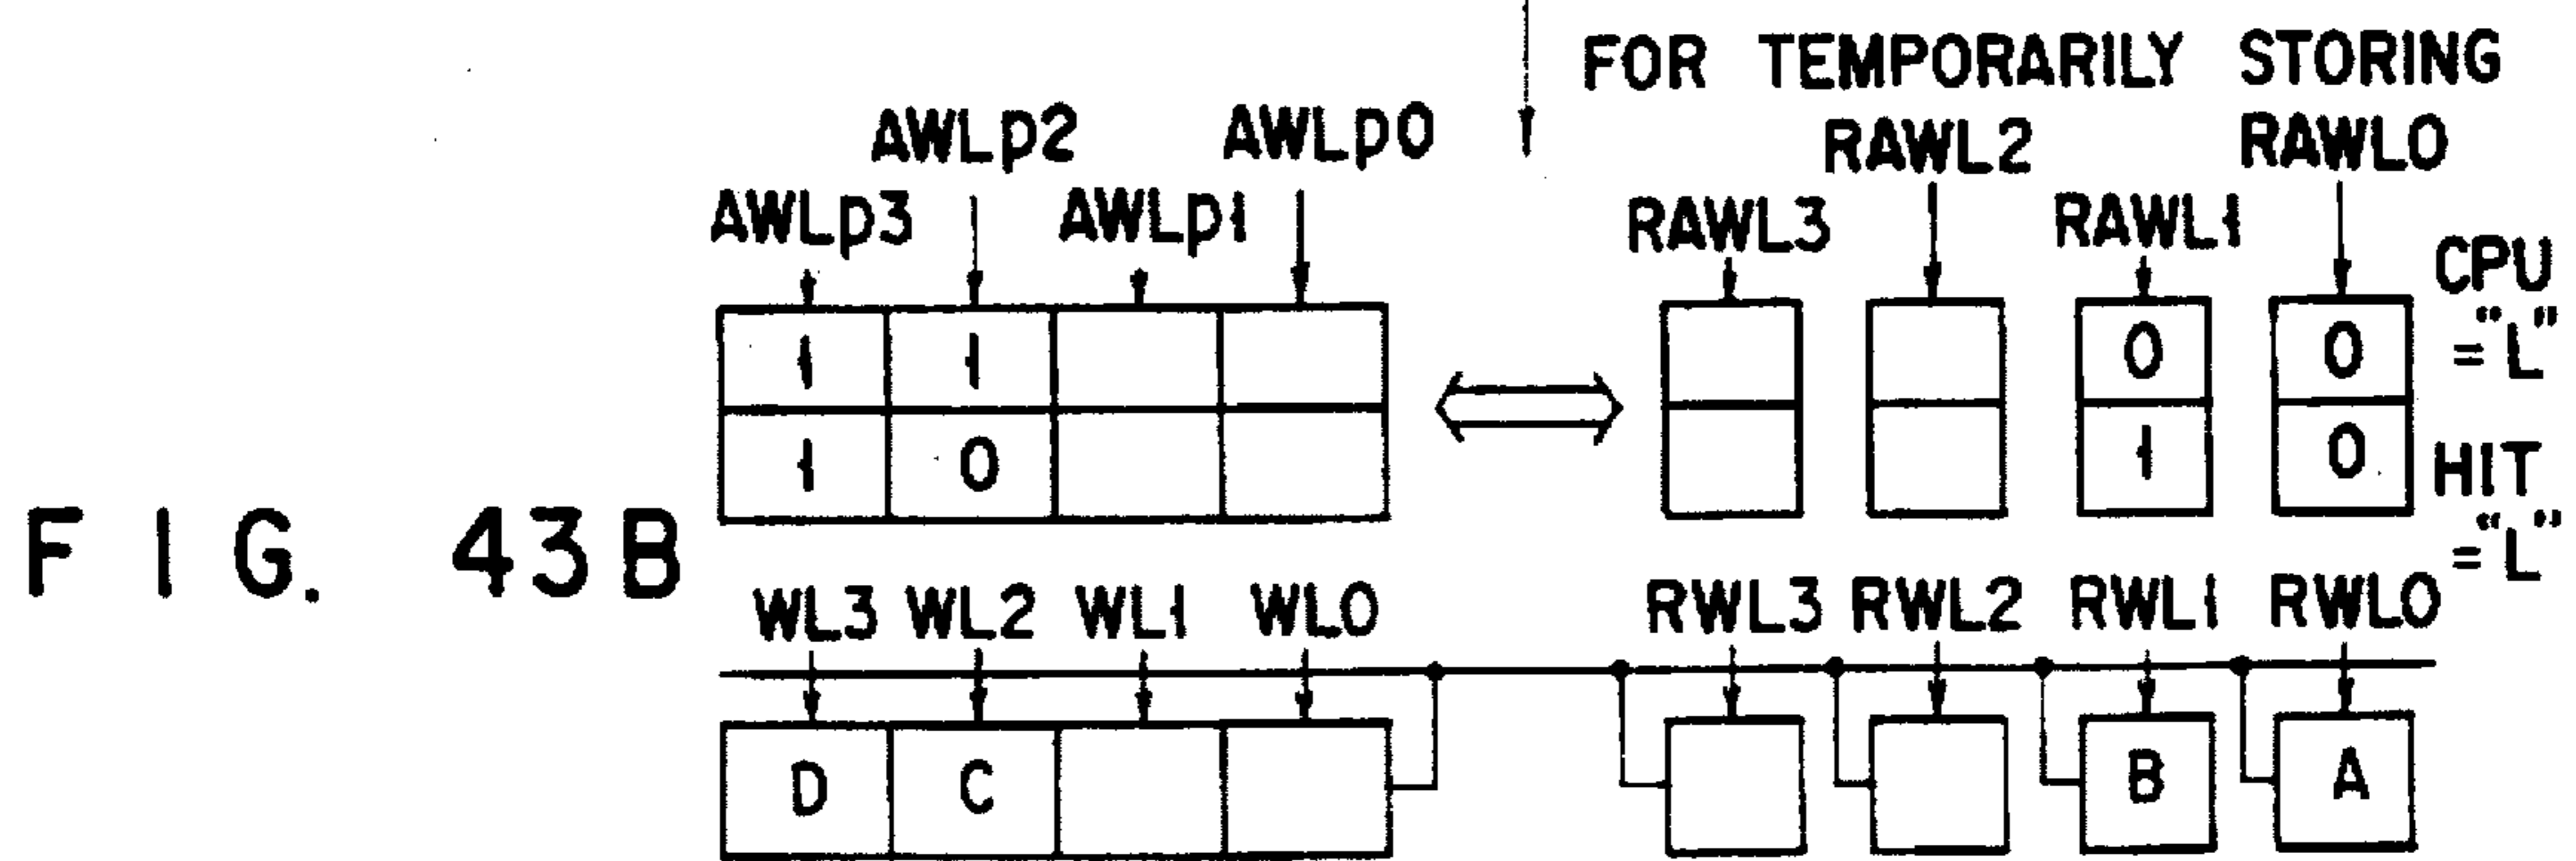 FOR TEMPORARILY STORING
AWLp2 AWLp0 RAWL2 RAWL0
AWLp3 AWLp1 RAWL3 RAWL1
CPU
="L"
1 1 0 0
1 0 1 0
HIT
="L"
FIG. 43B
WL3 WL2 WL1 WL0 RWL3 RWL2 RWL1 RWL0
D C B A